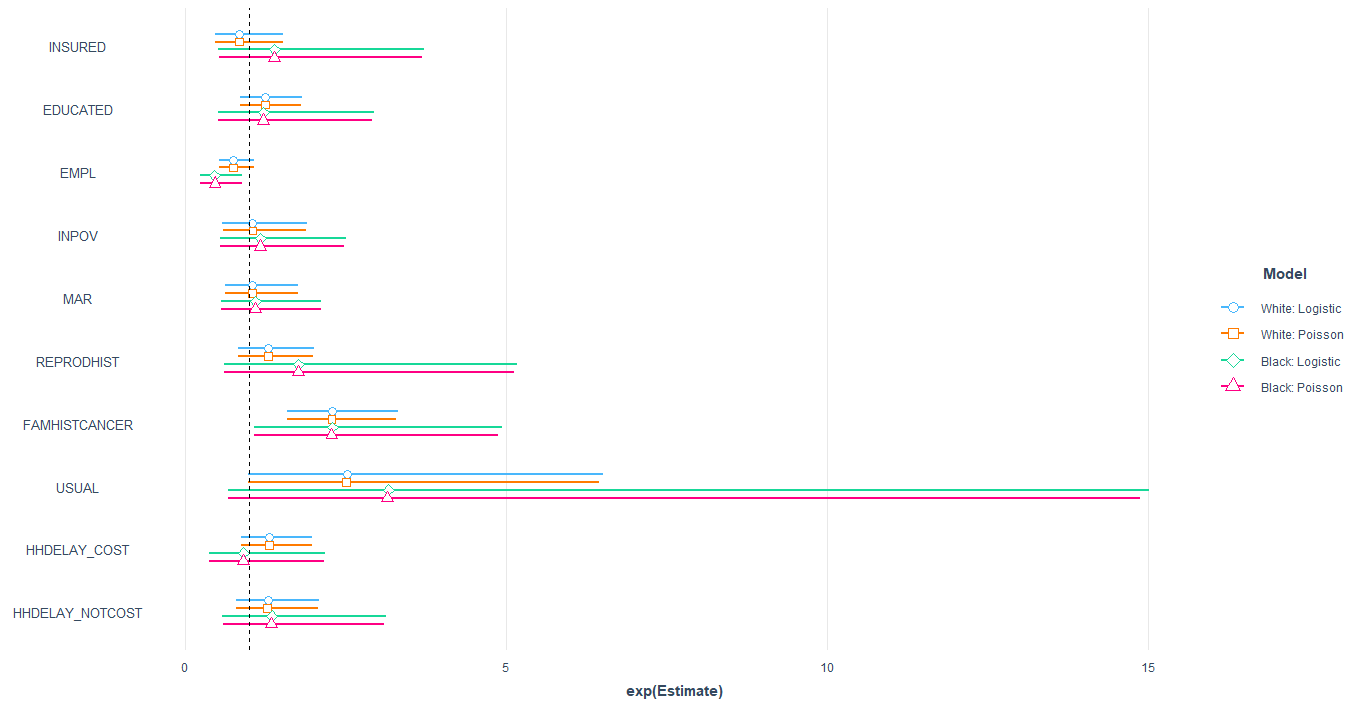 INSURED
EDUCATED
EMPL
INPOV
MAR
REPRODHIST
FAMHISTCANCER
USUAL
HHDELAY_COST
HHDELAY_NOTCOST
0
5
10
15
exp(Estimate)
Model
White: Logistic
White: Poisson
Black: Logistic
Black: Poisson